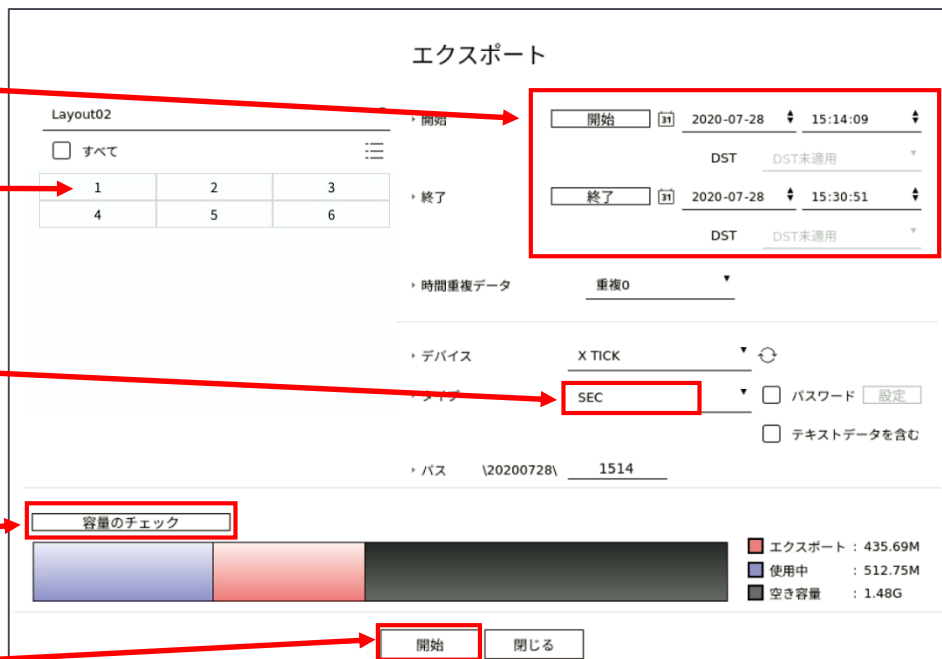 エクスポート
Layout02
すべて
1 2 3
4 5 6
開始 開始 31 2020-07-28 15:14:09
DST DST未適用
終了 終了 31 2020-07-28 15:30:51
DST DST未適用
時間重複データ 重複0
デバイス X TICK
タイプ SEC パスワード 設定
テキストデータを含む
パス \20200728\ 1514
容量のチェック
エクスポート : 435.69M
使用中 : 512.75M
空き容量 : 1.48G
開始 閉じる